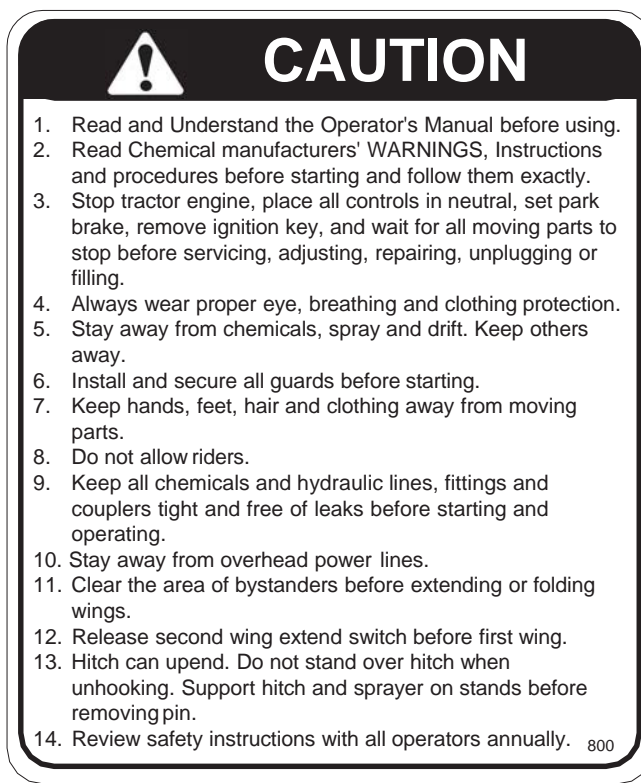 CAUTION
1. Read and Understand the Operator's Manual before using.
2. Read Chemical manufacturers' WARNINGS, Instructions
and procedures before starting and follow them exactly.
3. Stop tractor engine, place all controls in neutral, set park
brake, remove ignition key, and wait for all moving parts to
stop before servicing, adjusting, repairing, unplugging or
filling.
4. Always wear proper eye, breathing and clothing protection.
5. Stay away from chemicals, spray and drift. Keep others
away.
6. Install and secure all guards before starting.
7. Keep hands, feet, hair and clothing away from moving
parts.
8. Do not allow riders.
9. Keep all chemicals and hydraulic lines, fittings and
couplers tight and free of leaks before starting and
operating.
10. Stay away from overhead power lines.
11. Clear the area of bystanders before extending or folding
wings.
12. Release second wing extend switch before first wing.
13. Hitch can upend. Do not stand over hitch when
unhooking. Support hitch and sprayer on stands before
removing pin.
14. Review safety instructions with all operators annually. 800